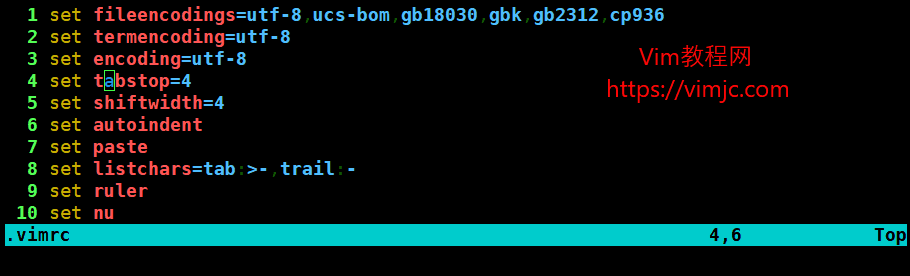 1 set fileencodings=utf-8,ucs-bom,gb18030,gbk,gb2312,cp936
2 set termencoding=utf-8
3 set encoding=utf-8
4 set tabstop=4
5 set shiftwidth=4
6 set autoindent
7 set paste
8 set listchars=tab:>-,trail:-
9 set ruler
10 set nu
Vim教程网
https://vimjc.com
.vimrc 4,6 Top